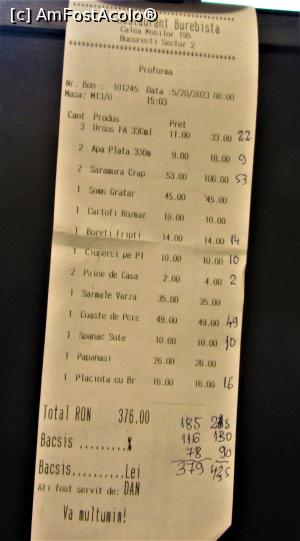 [c] AmFostAcolo®
Restaurant Burebista
Calea Mosilor 195
Bucuresti Sector 2
Proforma
Nr. Bon : 101245 Data :5/20/2023 00:00
Masa: M13/0 15:03
Cant Produs Pret
3 Ursus FA 330ml 11.00 33.00 22
2 Apa Plata 330m 9.00 18.00 9
2 Saramura Crap 53.00 106.00 53
1 Somn Gratar 45.00 45.00
1 Cartofi Rozmar 10.00 10.00
1 Bureti Fripti 14.00 14.00 14
1 Ciuperci pe Pl 10.00 10.00 10
2 Paine de Casa 2.00 4.00 2
1 Sarmale Varza 35.00 35.00
1 Coaste de Porc 49.00 49.00 49
1 Spanac Sote 10.00 10.00 10
1 Papanasi 26.00 26.00
1 Placinta cu Br 16.00 16.00 16
Total RON 376.00
185
Bacsis .........% 116 130
78 90
Bacsis..........Lei 379 435
Ati fost servit de: DAN
Va multumim!